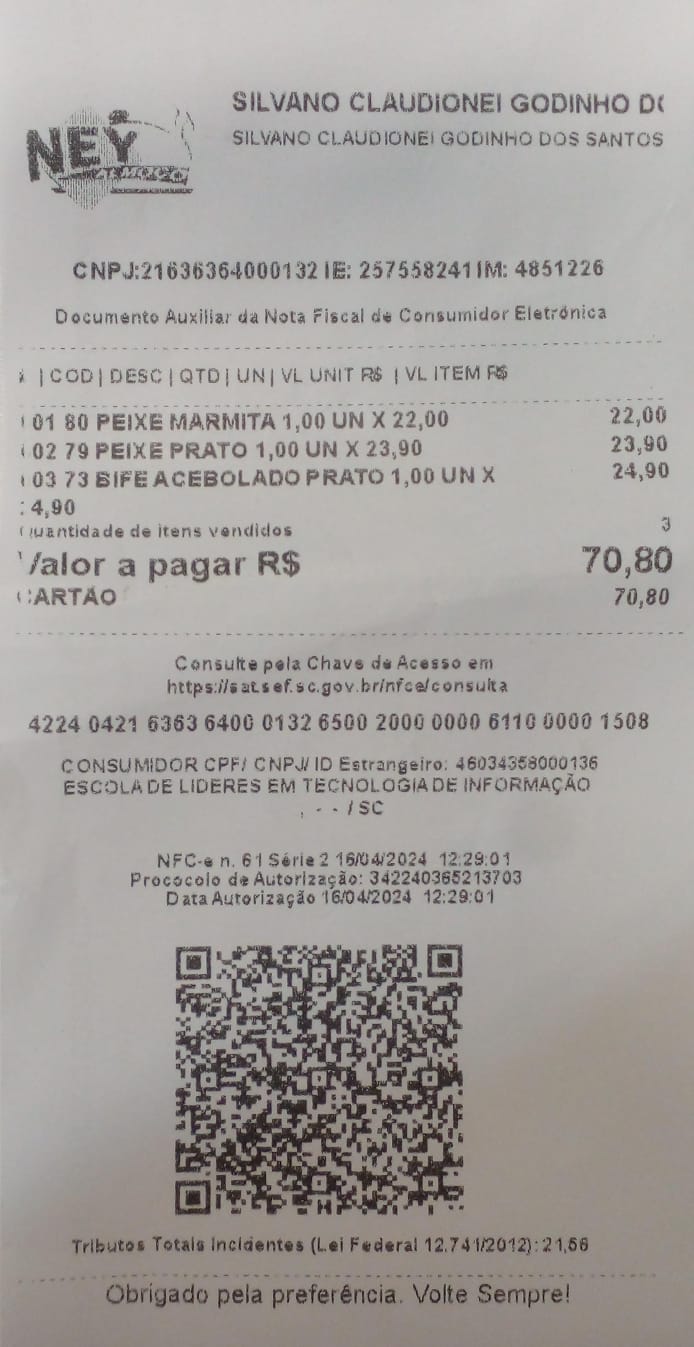 NEY
ALMOÇO
SILVANO CLAUDIONEI GODINHO DO
SILVANO CLAUDIONEI GODINHO DOS SANTOS
CNPJ:21636364000132 IE: 257558241 IM: 4851226
Documento Auxiliar da Nota Fiscal de Consumidor Eletrônica
| COD | DESC | QTD | UN | VL UNIT R$ | VL ITEM R$
01 80 PEIXE MARMITA 1,00 UN X 22,00 22,00
02 79 PEIXE PRATO 1,00 UN X 23,90 23,90
03 73 BIFE ACEBOLADO PRATO 1,00 UN X 24,90
4,90
Quantidade de itens vendidos 3
Valor a pagar R$ 70,80
CARTAO 70,80
Consulte pela Chave de Acesso em
https://sat.sef.sc.gov.br/nfce/consulta
4224 0421 6363 6400 0132 6500 2000 0000 6110 0000 1508
CONSUMIDOR CPF/ CNPJ/ ID Estrangeiro: 46034358000136
ESCOLA DE LIDERES EM TECNOLOGIA DE INFORMAÇÃO
, - - / SC
NFC-e n. 61 Série 2 16/04/2024 12:29:01
Prococolo de Autorização: 342240365213703
Data Autorização 16/04/2024 12:29:01
Tributos Totais Incidentes (Lei Federal 12.741/2012):21,56
Obrigado pela preferência. Volte Sempre!